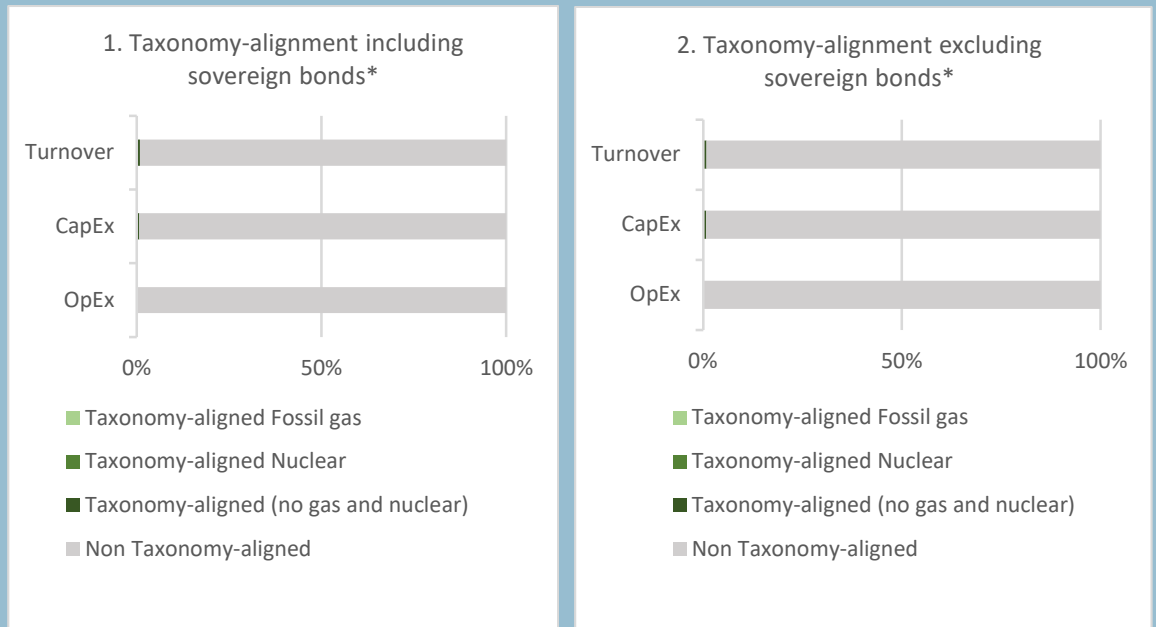 1. Taxonomy-alignment including
sovereign bonds*
Turnover
CapEx
OpEx
0% 50% 100%
Taxonomy-aligned Fossil gas
Taxonomy-aligned Nuclear
Taxonomy-aligned (no gas and nuclear)
Non Taxonomy-aligned
2. Taxonomy-alignment excluding
sovereign bonds*
Turnover
CapEx
OpEx
0% 50% 100%
Taxonomy-aligned Fossil gas
Taxonomy-aligned Nuclear
Taxonomy-aligned (no gas and nuclear)
Non Taxonomy-aligned